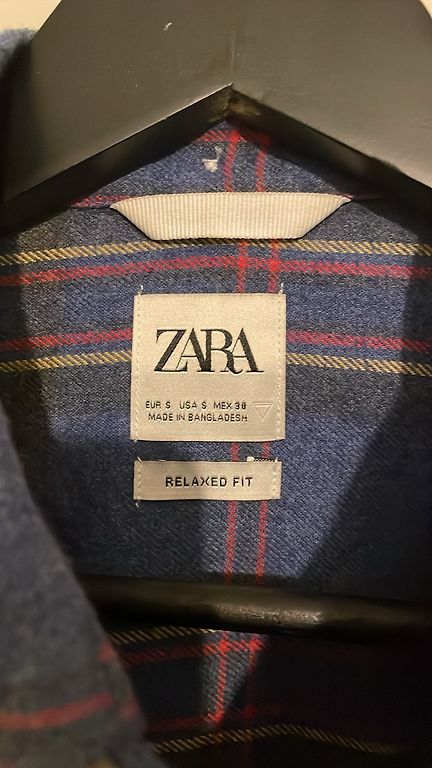 ZARA
EUR S USA S MEX 38
MADE IN BANGLADESH
RELAXED FIT